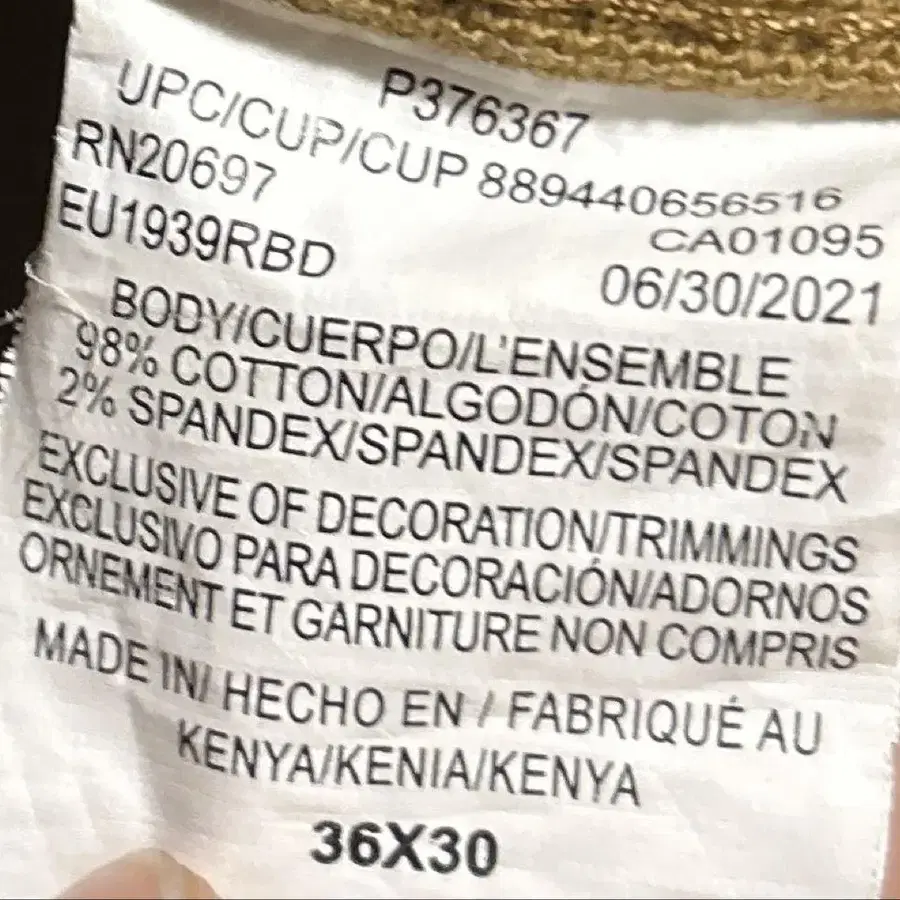 P376367
UPC/CUP/CUP 889440656516
RN20697
CA01095
EU1939RBD
06/30/2021
BODY/CUERPO/L'ENSEMBLE
98% COTTON/ALGODÓN/COTON
2% SPANDEX/SPANDEX/SPANDEX
EXCLUSIVE OF DECORATION/TRIMMINGS
EXCLUSIVO PARA DECORACIÓN/ADORNOS
ORNEMENT ET GARNITURE NON COMPRIS
MADE IN/ HECHO EN / FABRIQUÉ AU
KENYA/KENIA/KENYA
36X30